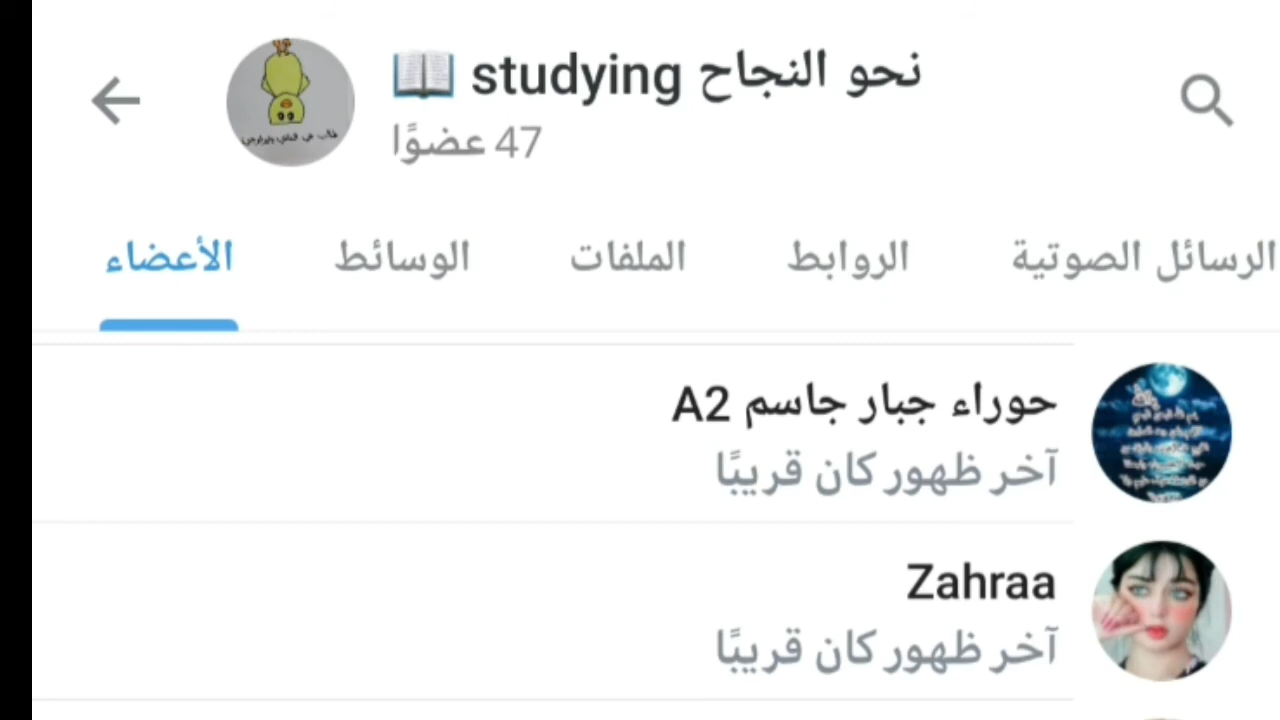 نحو النجاح studying 📖
47 عضوًا
الأعضاء
الوسائط
الملفات
الروابط
الرسائل الصوتية
حوراء جبار جاسم A2
آخر ظهور كان قريبًا
Zahraa
آخر ظهور كان قريبًا